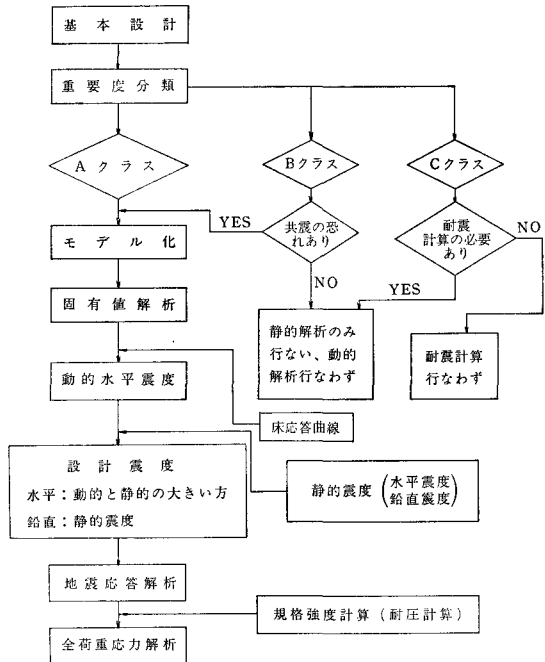 基本設計
重要度分類
Aクラス
Bクラス
Cクラス
YES
共震の恐
れあり
耐震
計算の必要
あり
NO
モデル化
NO
YES
固有値解析
静的解析のみ
行ない、動的
解析行なわず
耐震計算
行なわず
動的水平震度
床応答曲線
設計震度
水平：動的と静的の大きい方
鉛直：静的震度
静的震度（水平震度
鉛直震度）
地震応答解析
規格強度計算（耐圧計算）
全荷重応力解析